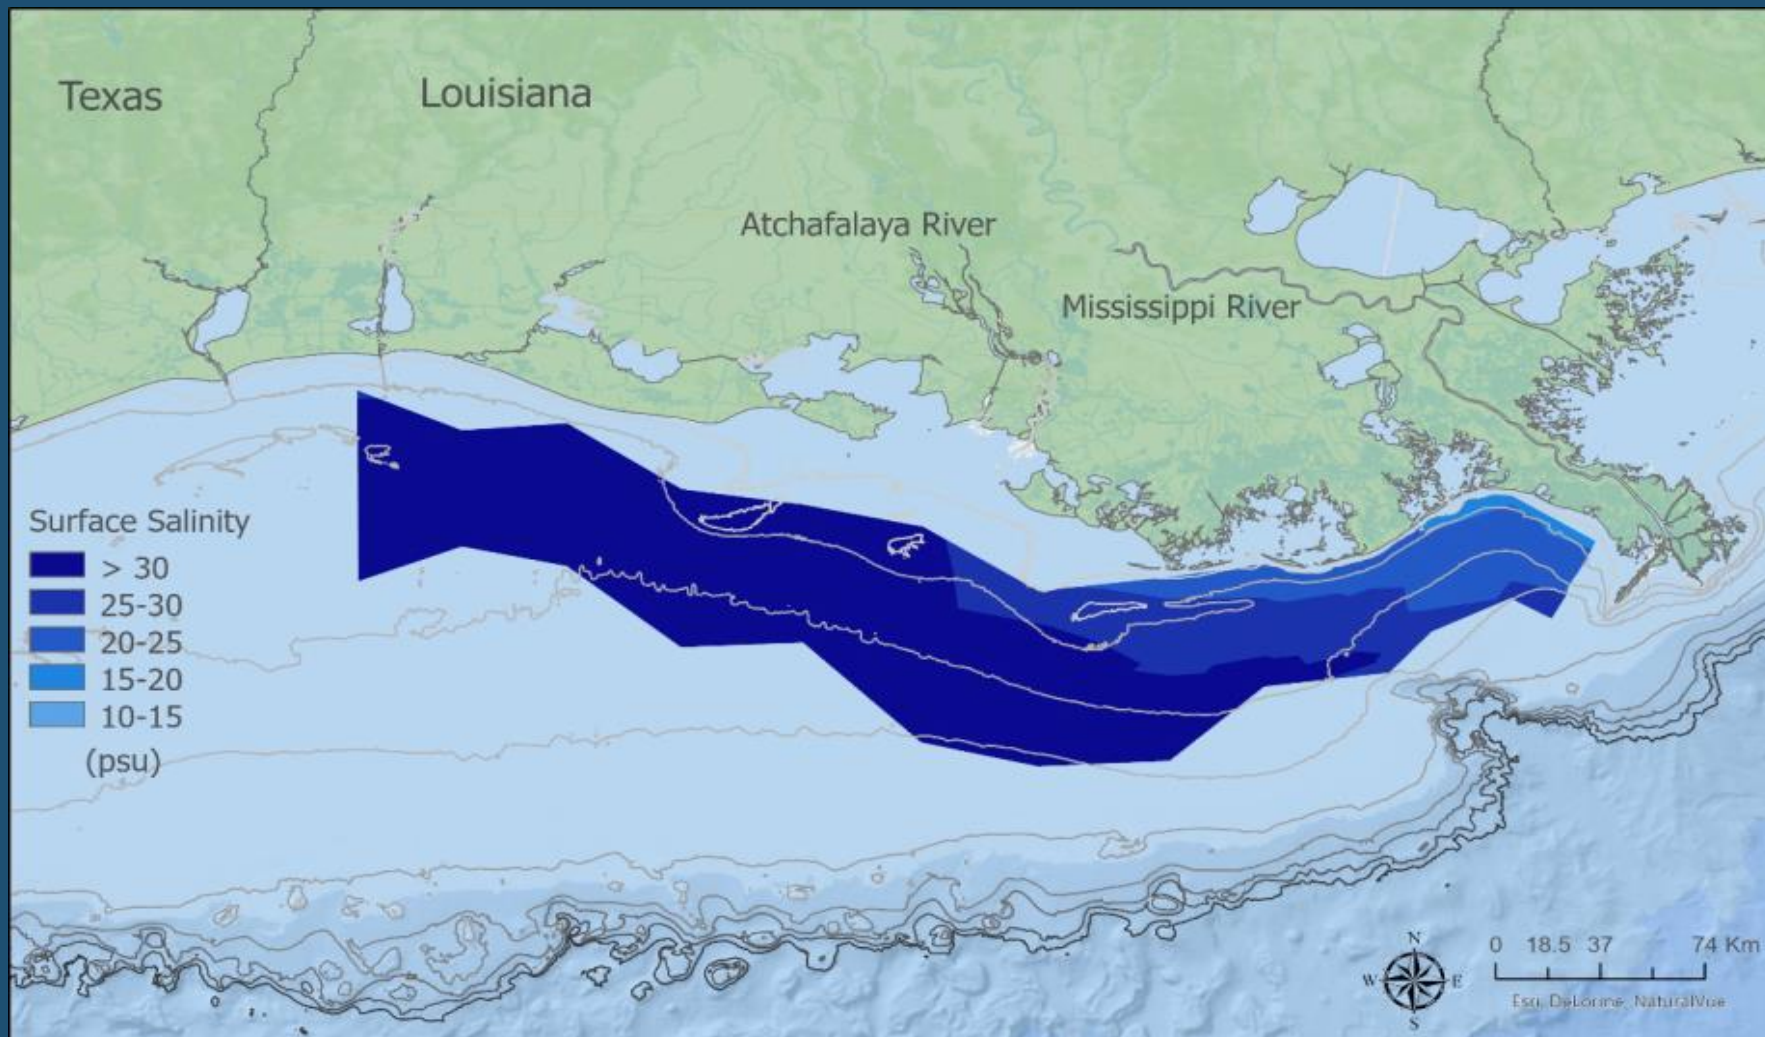 Texas
Louisiana
Atchafalaya River
Mississippi River
Surface Salinity
> 30
25-30
20-25
15-20
10-15
(psu)
N
W E
S
0 18.5 37 74 Km
Esri, DeLorme, NaturalVue